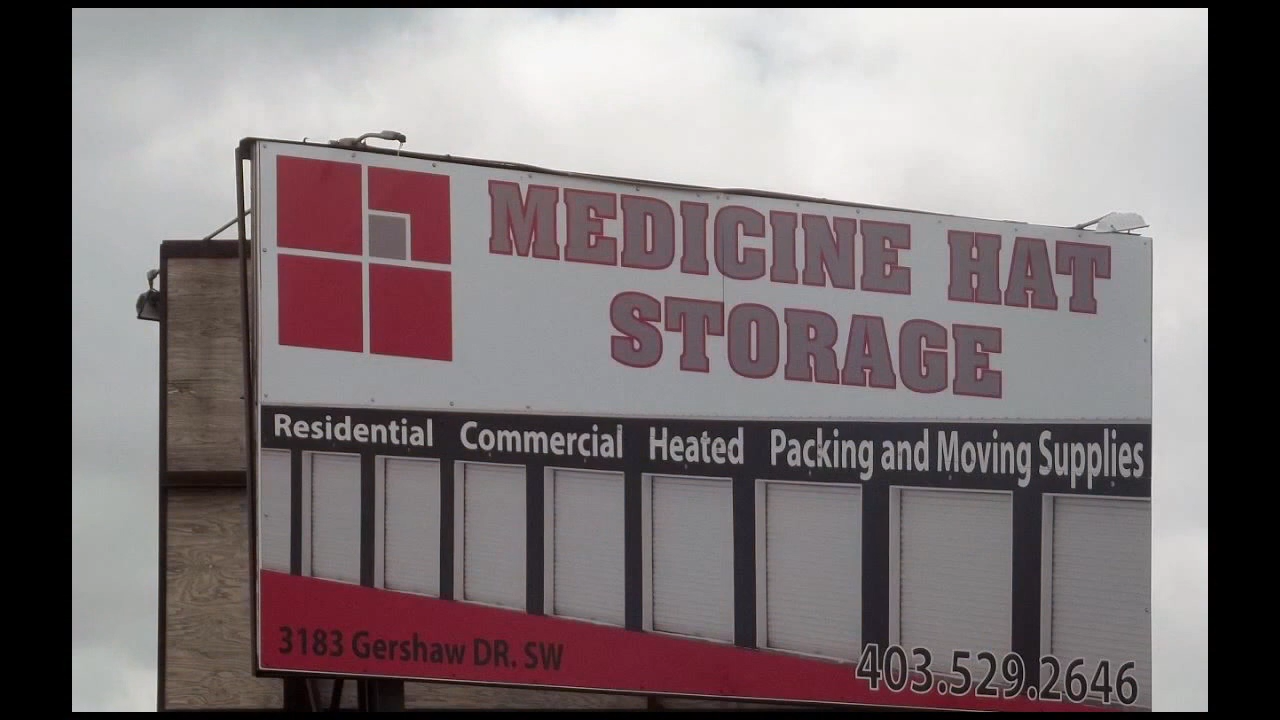 MEDICINE HAT
STORAGE
Residential Commercial Heated Packing and Moving Supplies
3183 Gershaw DR. SW
403.529.2646